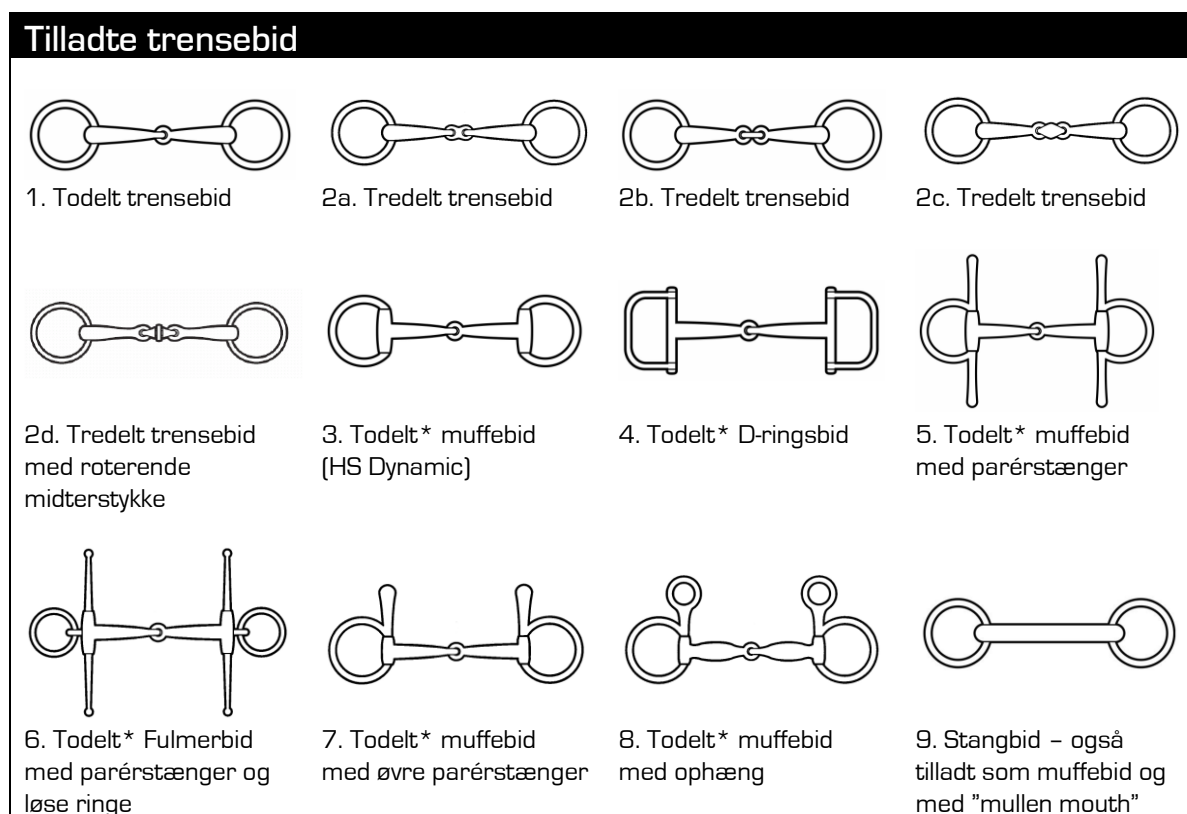 Tilladte trensebid
1. Todelt trensebid
2a. Tredelt trensebid
2b. Tredelt trensebid
2c. Tredelt trensebid
2d. Tredelt trensebid
med roterende
midterstykke
3. Todelt* muffebid
(HS Dynamic)
4. Todelt* D-ringsbid
5. Todelt* muffebid
med parérstænger
6. Todelt* Fulmerbid
med parérstænger og
løse ringe
7. Todelt* muffebid
med øvre parérstænger
8. Todelt* muffebid
med ophæng
9. Stangbid – også
tilladt som muffebid og
med ”mullen mouth”